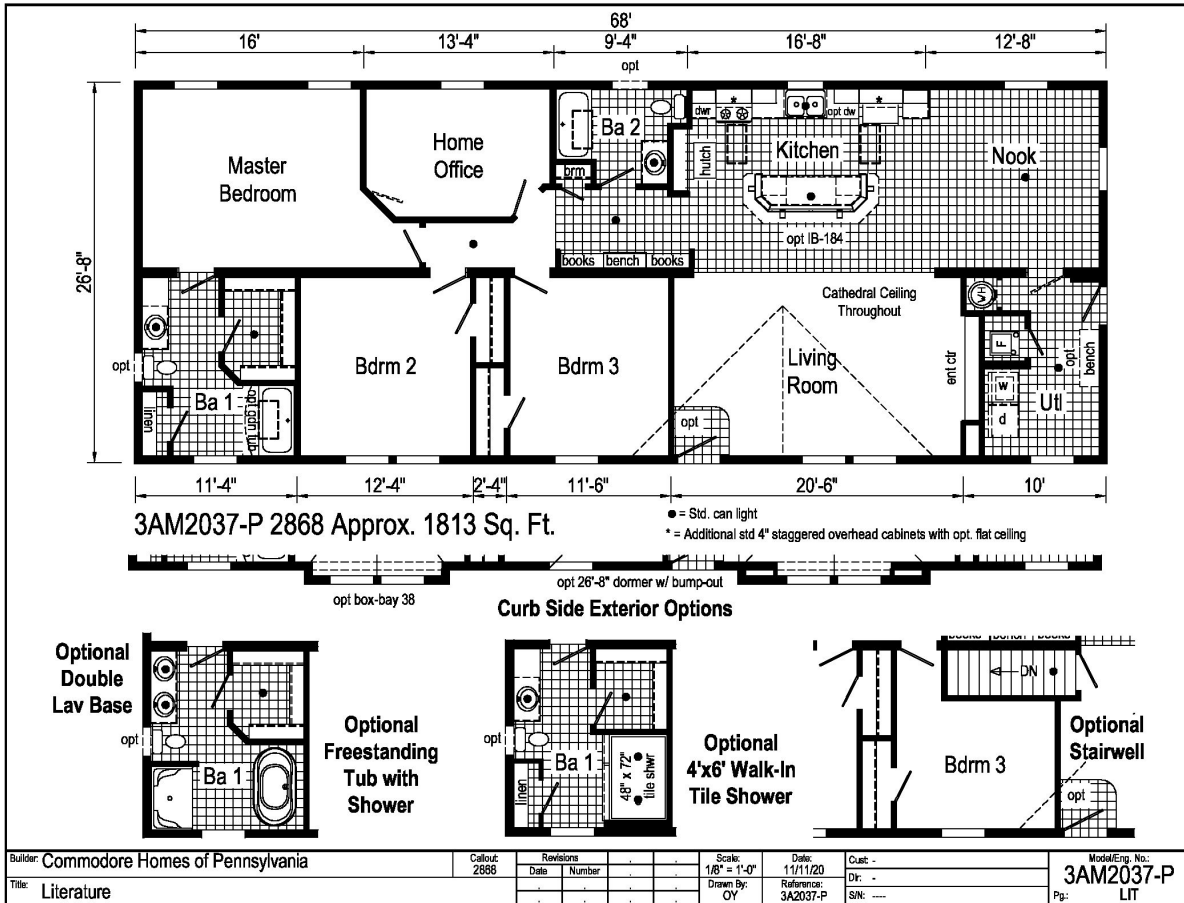 68'
16'
13'-4"
9'-4"
16'-8"
12'-8"
opt
26'-8"
Master
Bedroom
Home
Office
Ba 2
brm
dwr
*
opt dw
*
hutch
Kitchen
Nook
opt IB-184
books bench books
opt
linen
Ba 1
opt gdn tub
Bdrm 2
Bdrm 3
Cathedral Ceiling
Throughout
Living
Room
opt
ent ctr
WH
F
w
d
opt
bench
Utl
11'-4"
12'-4"
2'-4"
11'-6"
20'-6"
10'
3AM2037-P 2868 Approx. 1813 Sq. Ft.
● = Std. can light
* = Additional std 4" staggered overhead cabinets with opt. flat ceiling
opt box-bay 38
opt 26'-8" dormer w/ bump-out
Curb Side Exterior Options
Optional
Double
Lav Base
opt
Ba 1
Optional
Freestanding
Tub with
Shower
opt
linen
Ba 1
48" x 72"
tile shwr
Optional
4'x6' Walk-In
Tile Shower
books bench books
DN
Bdrm 3
opt
Optional
Stairwell
Builder: Commodore Homes of Pennsylvania
Title: Literature
Callout:
2868
Revisions
Date Number
Scale:
1/8" = 1'-0"
Drawn By:
OY
Date:
11/11/20
Reference:
3A2037-P
Cust: -
Dir: -
S/N: ----
Model/Eng. No.:
3AM2037-P
Pg.: LIT